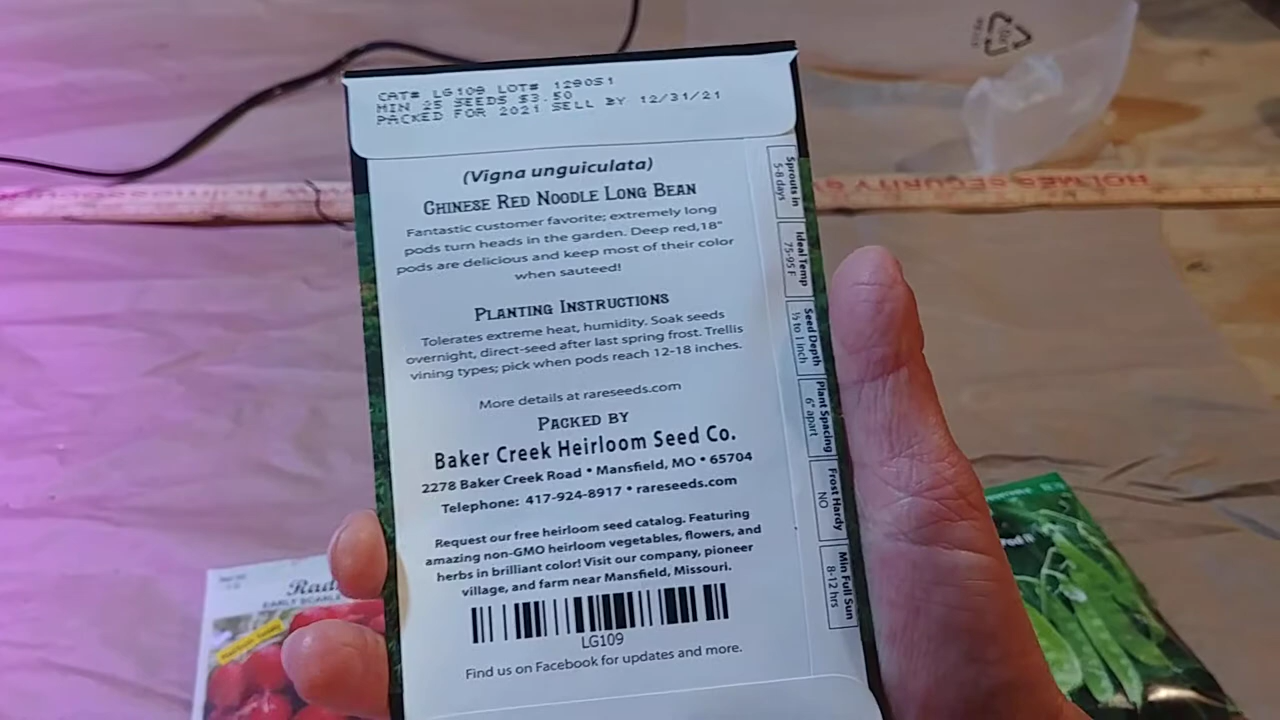 CAT# LG109 LOT# 129051
MIN 25 SEEDS $3.50
PACKED FOR 2021 SELL BY 12/31/21
(Vigna unguiculata)
CHINESE RED NOODLE LONG BEAN
Fantastic customer favorite; extremely long
pods turn heads in the garden. Deep red,18"
pods are delicious and keep most of their color
when sauteed!
PLANTING INSTRUCTIONS
Tolerates extreme heat, humidity. Soak seeds
overnight, direct-seed after last spring frost. Trellis
vining types; pick when pods reach 12-18 inches.
More details at rareseeds.com
PACKED BY
Baker Creek Heirloom Seed Co.
2278 Baker Creek Road • Mansfield, MO • 65704
Telephone: 417-924-8917 • rareseeds.com
Request our free heirloom seed catalog. Featuring
amazing non-GMO heirloom vegetables, flowers, and
herbs in brilliant color! Visit our company, pioneer
village, and farm near Mansfield, Missouri.
LG109
Find us on Facebook for updates and more.
Sprouts in
5-8 days
Ideal Temp
75-95 F
Seed Depth
½ to 1 inch
Plant Spacing
6" apart
Frost Hardy
NO
Min Full Sun
8-12 hrs
HOLMES SECURITY
Rad
EARLY SCARLE